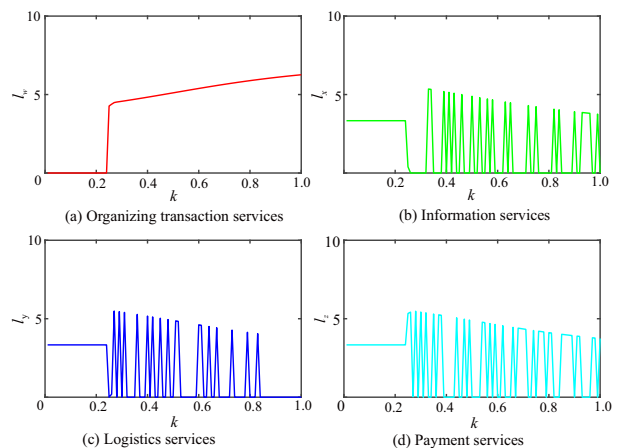 10
5
0
l_w
0.2 0.4 0.6 0.8 1.0
k
(a) Organizing transaction services
10
5
0
l_x
0.2 0.4 0.6 0.8 1.0
k
(b) Information services
10
5
0
l_y
0.2 0.4 0.6 0.8 1.0
k
(c) Logistics services
10
5
0
l_z
0.2 0.4 0.6 0.8 1.0
k
(d) Payment services